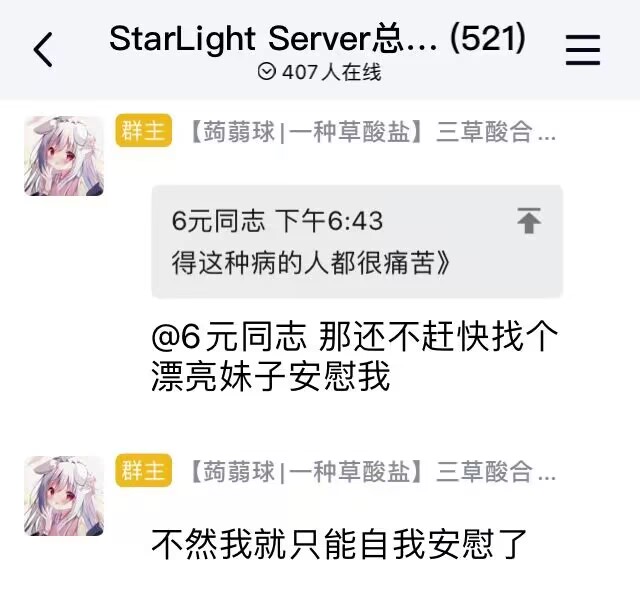 StarLight Server总... (521)
407人在线
群主 【蒟蒻球|一种草酸盐】三草酸合...
6元同志 下午6:43
得这种病的人都很痛苦》
@6元同志 那还不赶快找个
漂亮妹子安慰我
群主 【蒟蒻球|一种草酸盐】三草酸合...
不然我就只能自我安慰了